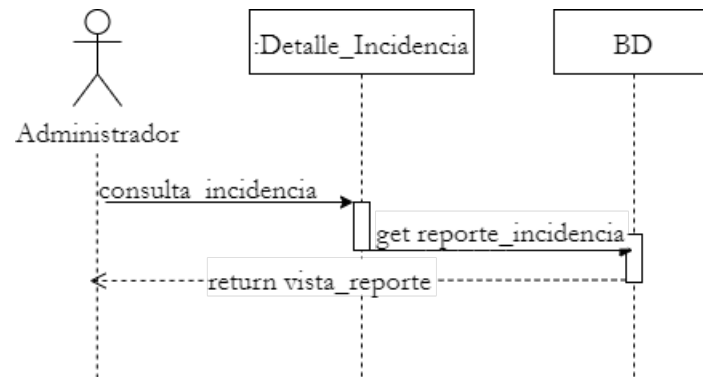 :Detalle_Incidencia
BD
Administrador
consulta_incidencia
get reporte_incidencia
return vista_reporte